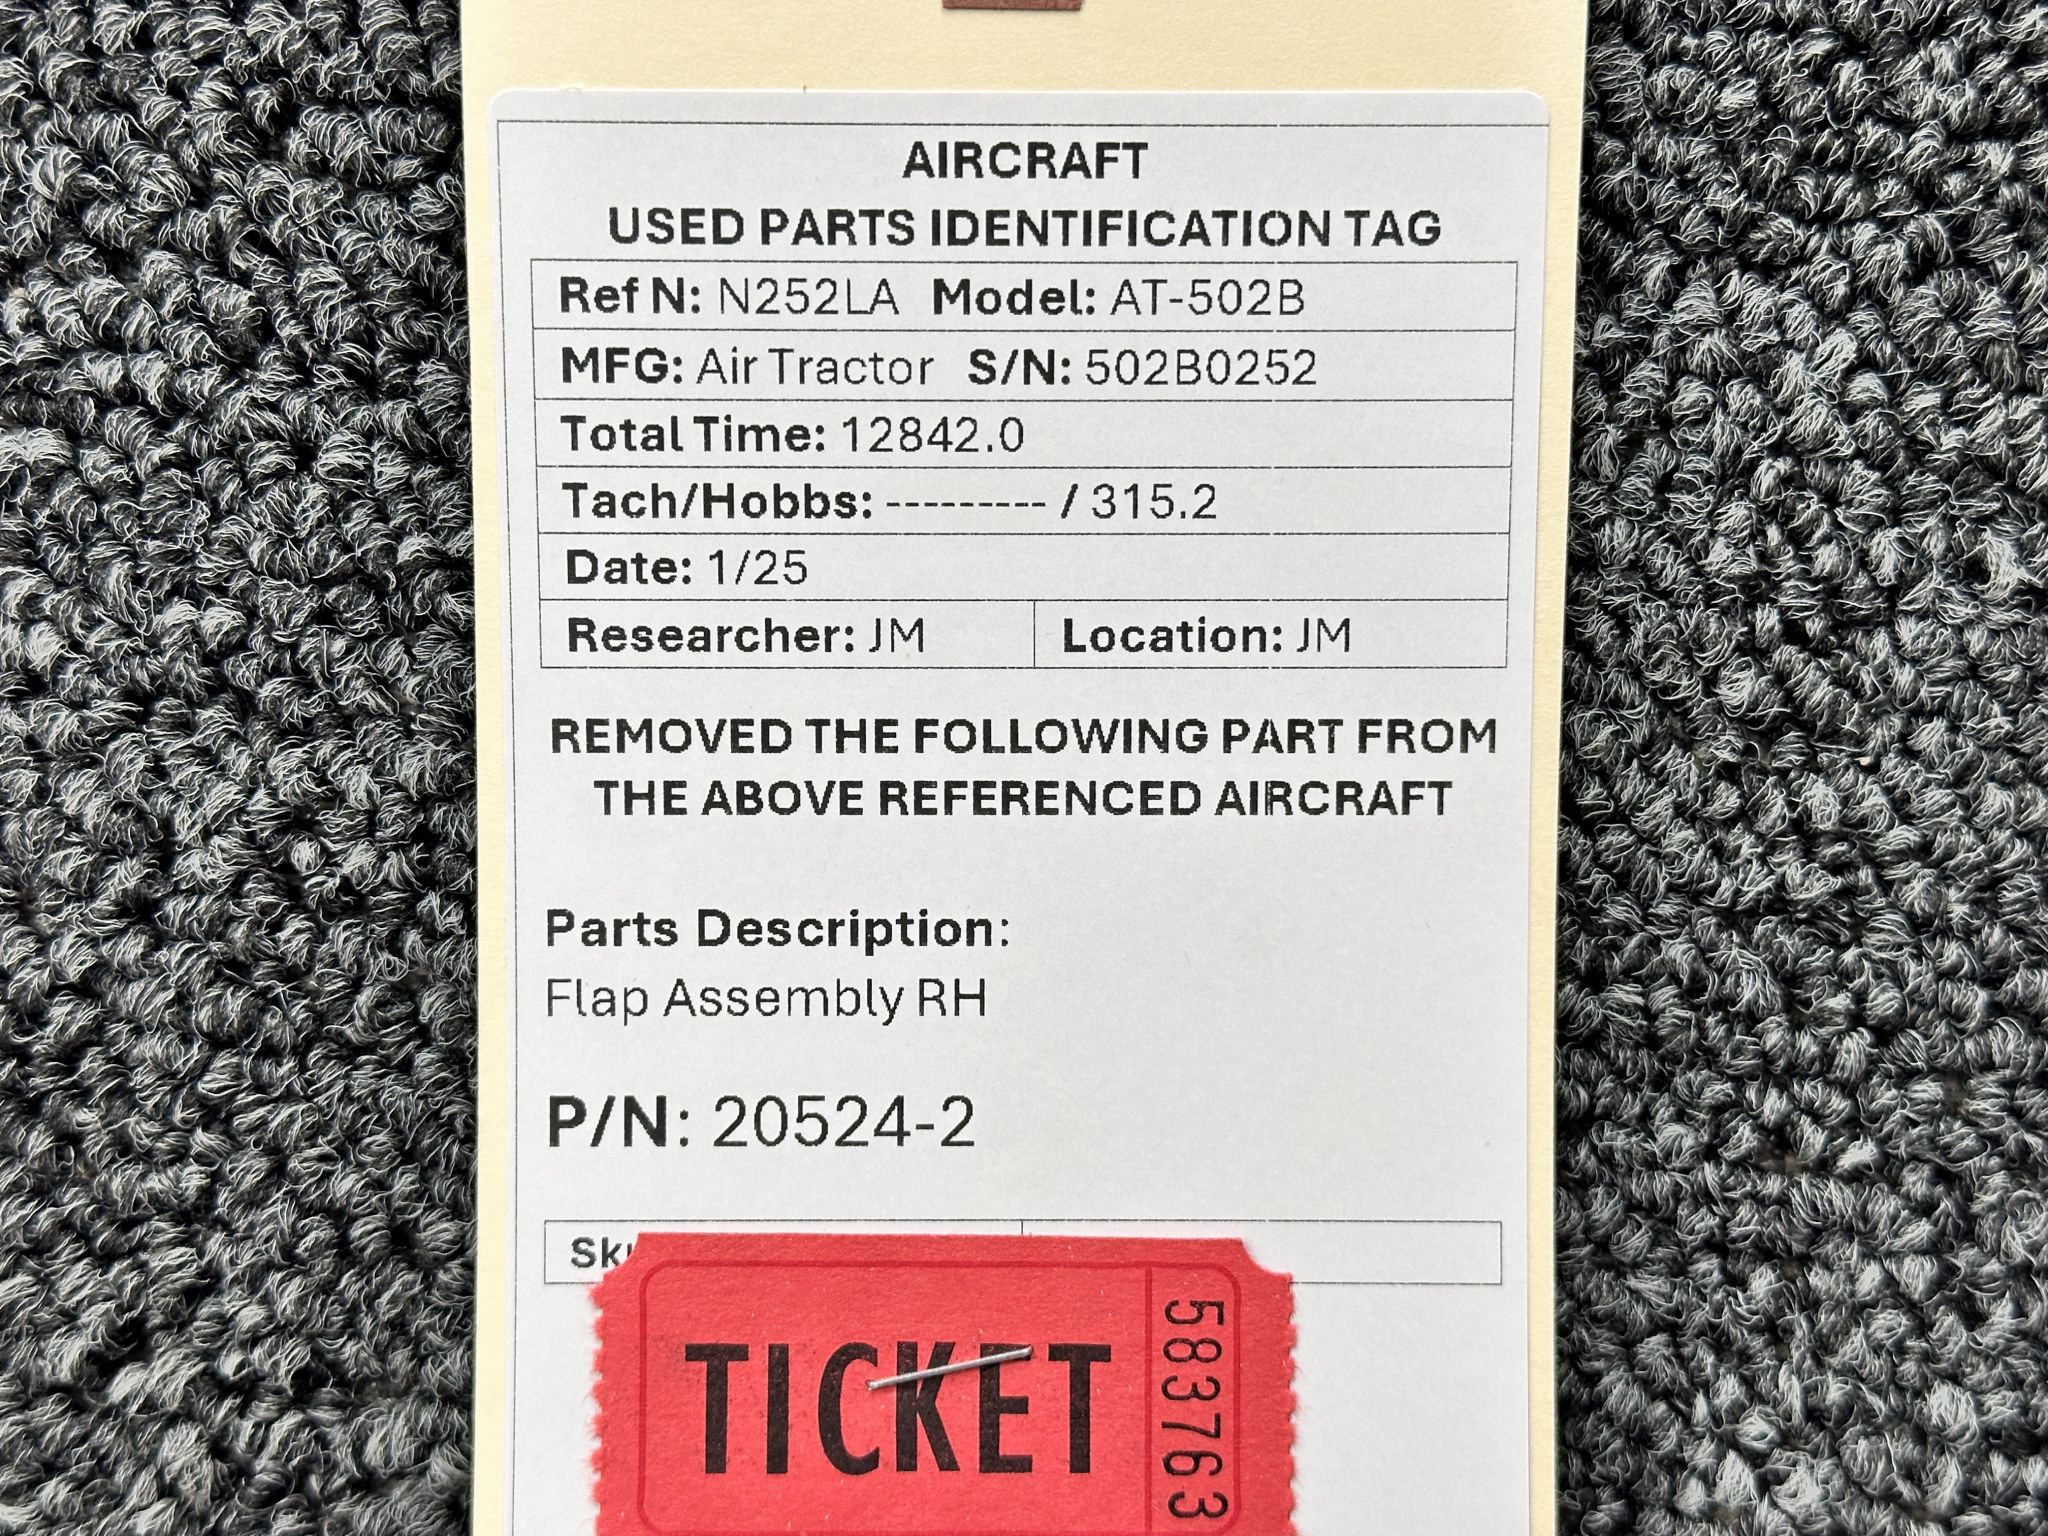 AIRCRAFT
USED PARTS IDENTIFICATION TAG
Ref N: N252LA Model: AT-502B
MFG: Air Tractor S/N: 502B0252
Total Time: 12842.0
Tach/Hobbs: --------- / 315.2
Date: 1/25
Researcher: JM Location: JM
REMOVED THE FOLLOWING PART FROM
THE ABOVE REFERENCED AIRCRAFT
Parts Description:
Flap Assembly RH
P/N: 20524-2
TICKET
583763